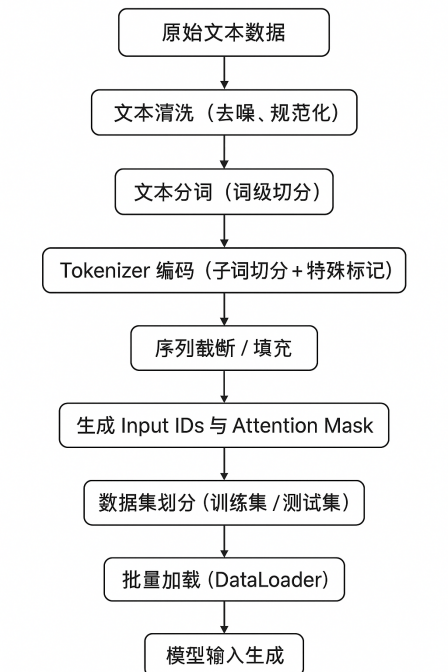 原始文本数据
文本清洗（去噪、规范化）
文本分词（词级切分）
Tokenizer 编码（子词切分+特殊标记）
序列截断 / 填充
生成 Input IDs 与 Attention Mask
数据集划分（训练集 / 测试集）
批量加载（DataLoader）
模型输入生成